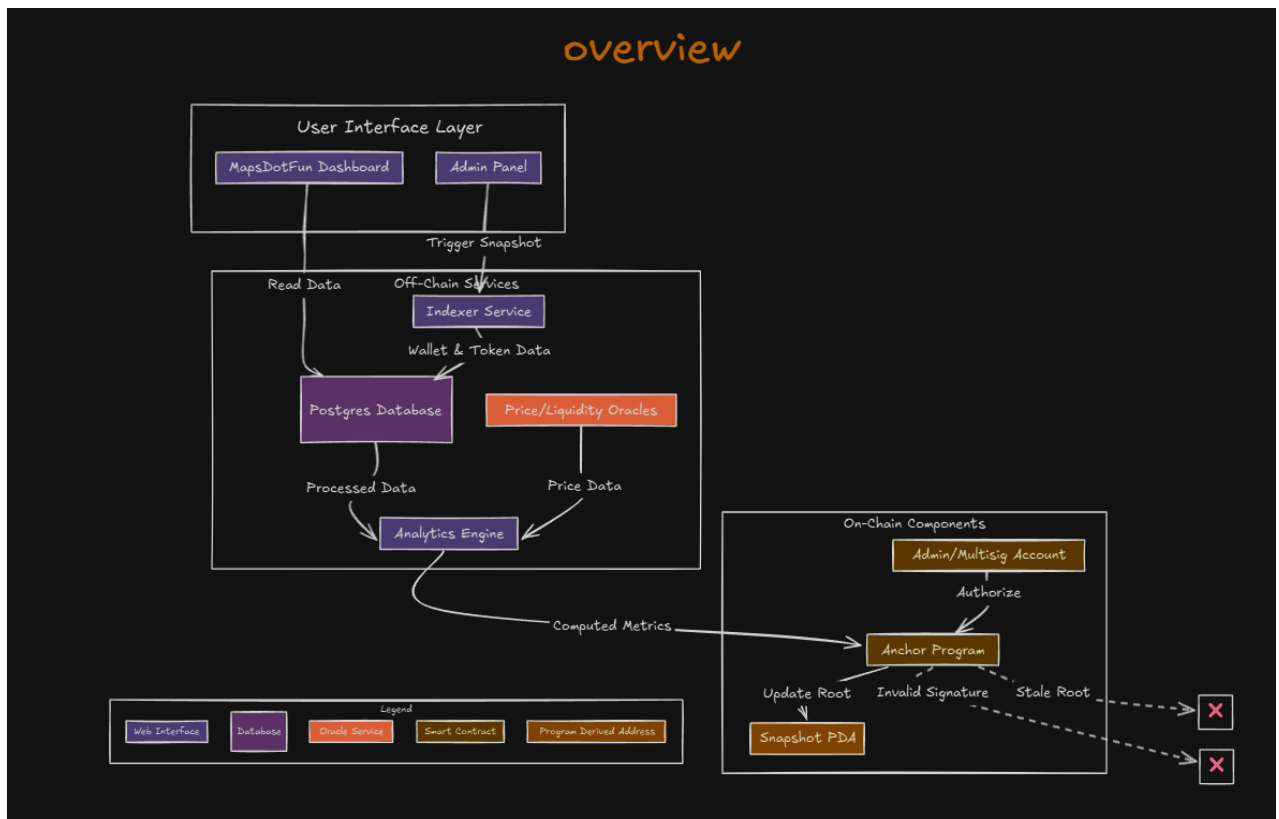 overview
User Interface Layer
MapsDotFun Dashboard
Admin Panel
Trigger Snapshot
Read Data
Off-Chain Services
Indexer Service
Wallet & Token Data
Postgres Database
Price/Liquidity Oracles
Processed Data
Price Data
Analytics Engine
On-Chain Components
Admin/Multisig Account
Authorize
Computed Metrics
Anchor Program
Update Root
Invalid Signature
Stale Root
Snapshot PDA
Legend
Web Interface
Database
Oracle Service
Smart Contract
Program Derived Address